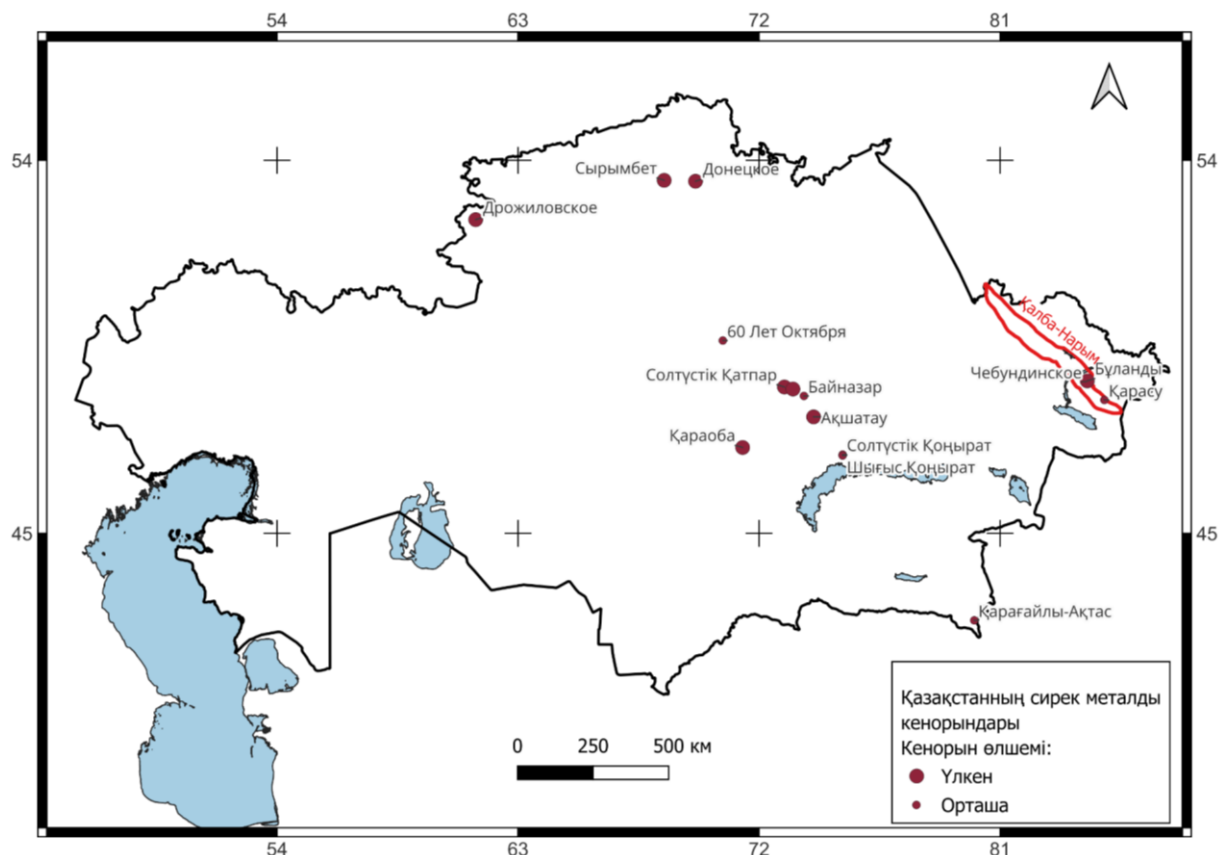 54 63 72 81
54 54
Сырымбет Донецкое
Дрожиловское
Қалба-Нарым
60 Лет Октября
Чебундинское Бұланды
Солтүстік Қатпар Байназар
Қарасу
Ақшатау
Қараоба
Солтүстік Қоңырат
Шығыс Қоңырат
45 45
Қарағайлы-Ақтас
Қазақстанның сирек металды
кенорындары
Кенорын өлшемі:
Үлкен
Орташа
0 250 500 км
54 63 72 81